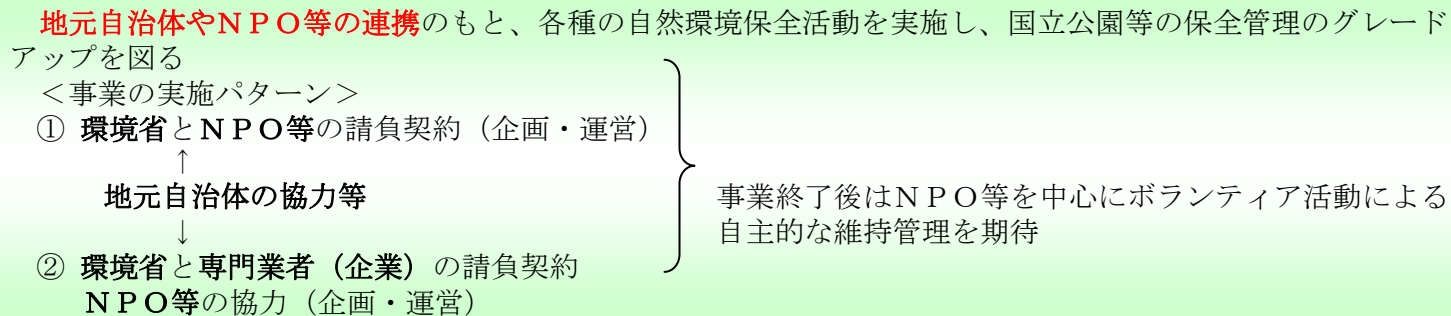 地元自治体やＮＰＯ等の連携のもと、各種の自然環境保全活動を実施し、国立公園等の保全管理のグレード
アップを図る
＜事業の実施パターン＞
① 環境省とＮＰＯ等の請負契約（企画・運営）
↑
地元自治体の協力等
↓
② 環境省と専門業者（企業）の請負契約
ＮＰＯ等の協力（企画・運営）
事業終了後はＮＰＯ等を中心にボランティア活動による
自主的な維持管理を期待